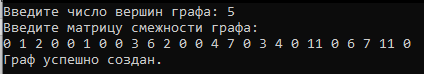 Введите число вершин графа: 5
Введите матрицу смежности графа:
0 1 2 0 0 1 0 0 3 6 2 0 0 4 7 0 3 4 0 11 0 6 7 11 0
Граф успешно создан.